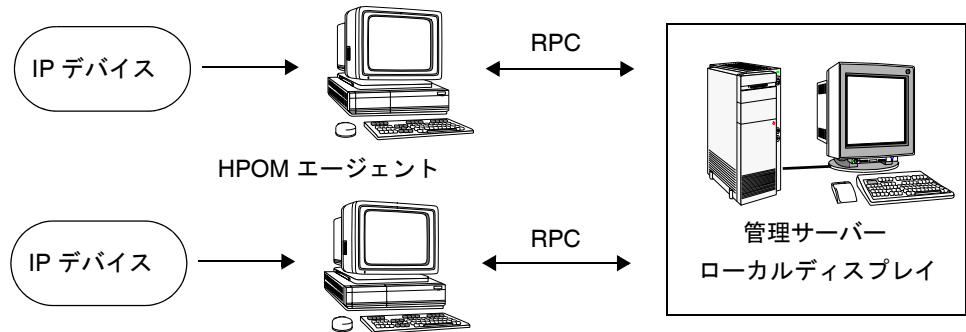 IP デバイス
RPC
HPOM エージェント
IP デバイス
RPC
管理サーバー
ローカルディスプレイ